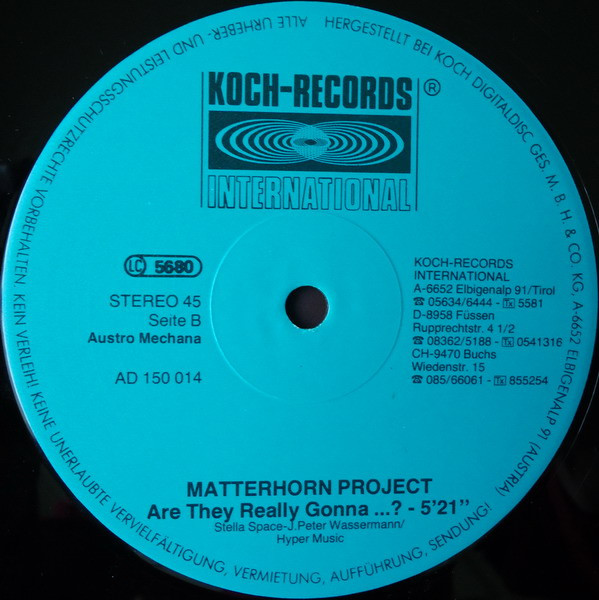 HERGESTELLT BEI KOCH DIGITALDISC GES. M. B. H. & CO. KG, A-6652 ELBIGENALP 91 (AUSTRIA)
ALLE URHEBER- UND LEISTUNGSSCHUTZRECHTE VORBEHALTEN. KEIN VERLEIH! KEINE UNERLAUBTE VERVIELFÄLTIGUNG, VERMIETUNG, AUFFÜHRUNG, SENDUNG!
KOCH-RECORDS ®
INTERNATIONAL
LC 5680
STEREO 45
Seite B
Austro Mechana
AD 150 014
KOCH-RECORDS
INTERNATIONAL
A-6652 Elbigenalp 91/Tirol
☎ 05634/6444 - Tx 5581
D-8958 Füssen
Rupprechtstr. 4 1/2
☎ 08362/5188 - Tx 0541316
CH-9470 Buchs
Wiedenstr. 15
☎ 085/66061 - Tx 855254
MATTERHORN PROJECT
Are They Really Gonna ...? - 5'21"
Stella Space-J.Peter Wassermann/
Hyper Music